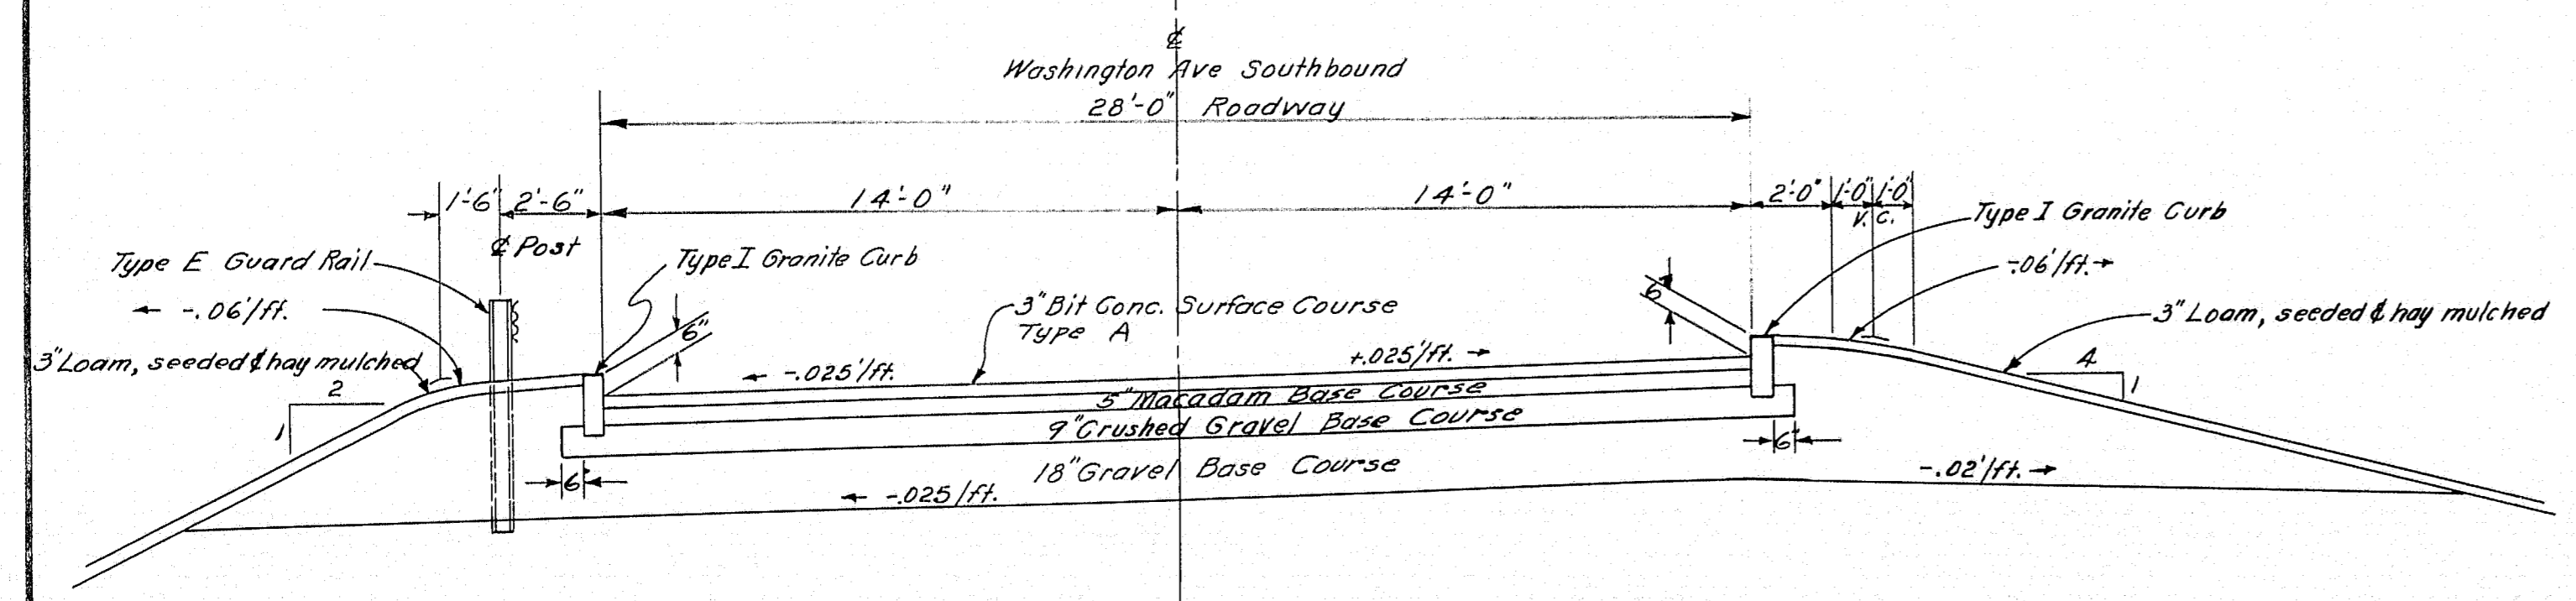 ℄
Washington Ave Southbound
28'-0" Roadway
1'-6" 2'-6" 14'-0" 14'-0" 2'-0" 1'-0" 1'-0"
V. C.
℄ Post
Type E Guard Rail
Type I Granite Curb
Type I Granite Curb
-.06'/ft.
-.06'/ft.
6"
6"
3" Bit Conc. Surface Course
Type A
3" Loam, seeded & hay mulched
3" Loam, seeded & hay mulched
2
1
4
1
-.025'/ft.
+.025'/ft.
5" Macadam Base Course
9" Crushed Gravel Base Course
6"
6"
18" Gravel Base Course
-.025/ft.
-.02'/ft.